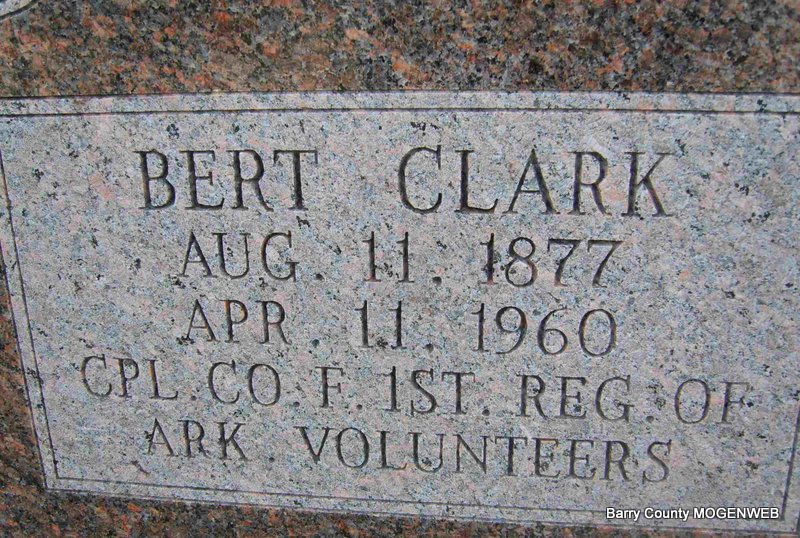 BERT CLARK
AUG. 11. 1877
APR. 11. 1960
CPL. CO. F. 1ST. REG. OF
ARK VOLUNTEERS
Barry County MOGENWEB